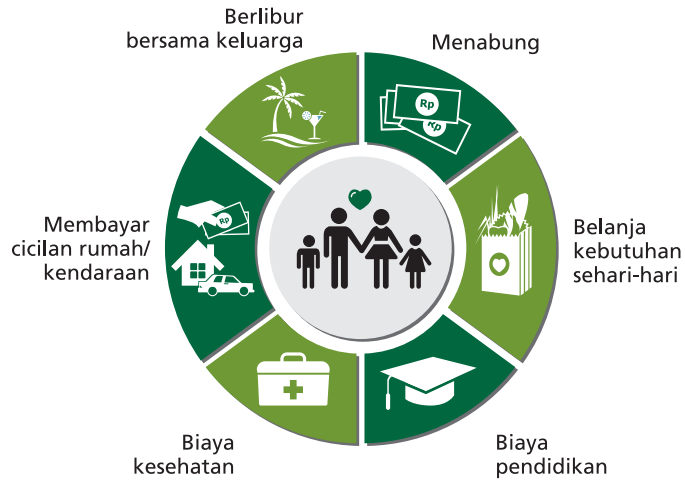 Berlibur
bersama keluarga
Menabung
Rp
Rp
Rp
Membayar
cicilan rumah/
kendaraan
Belanja
kebutuhan
sehari-hari
Biaya
kesehatan
Biaya
pendidikan